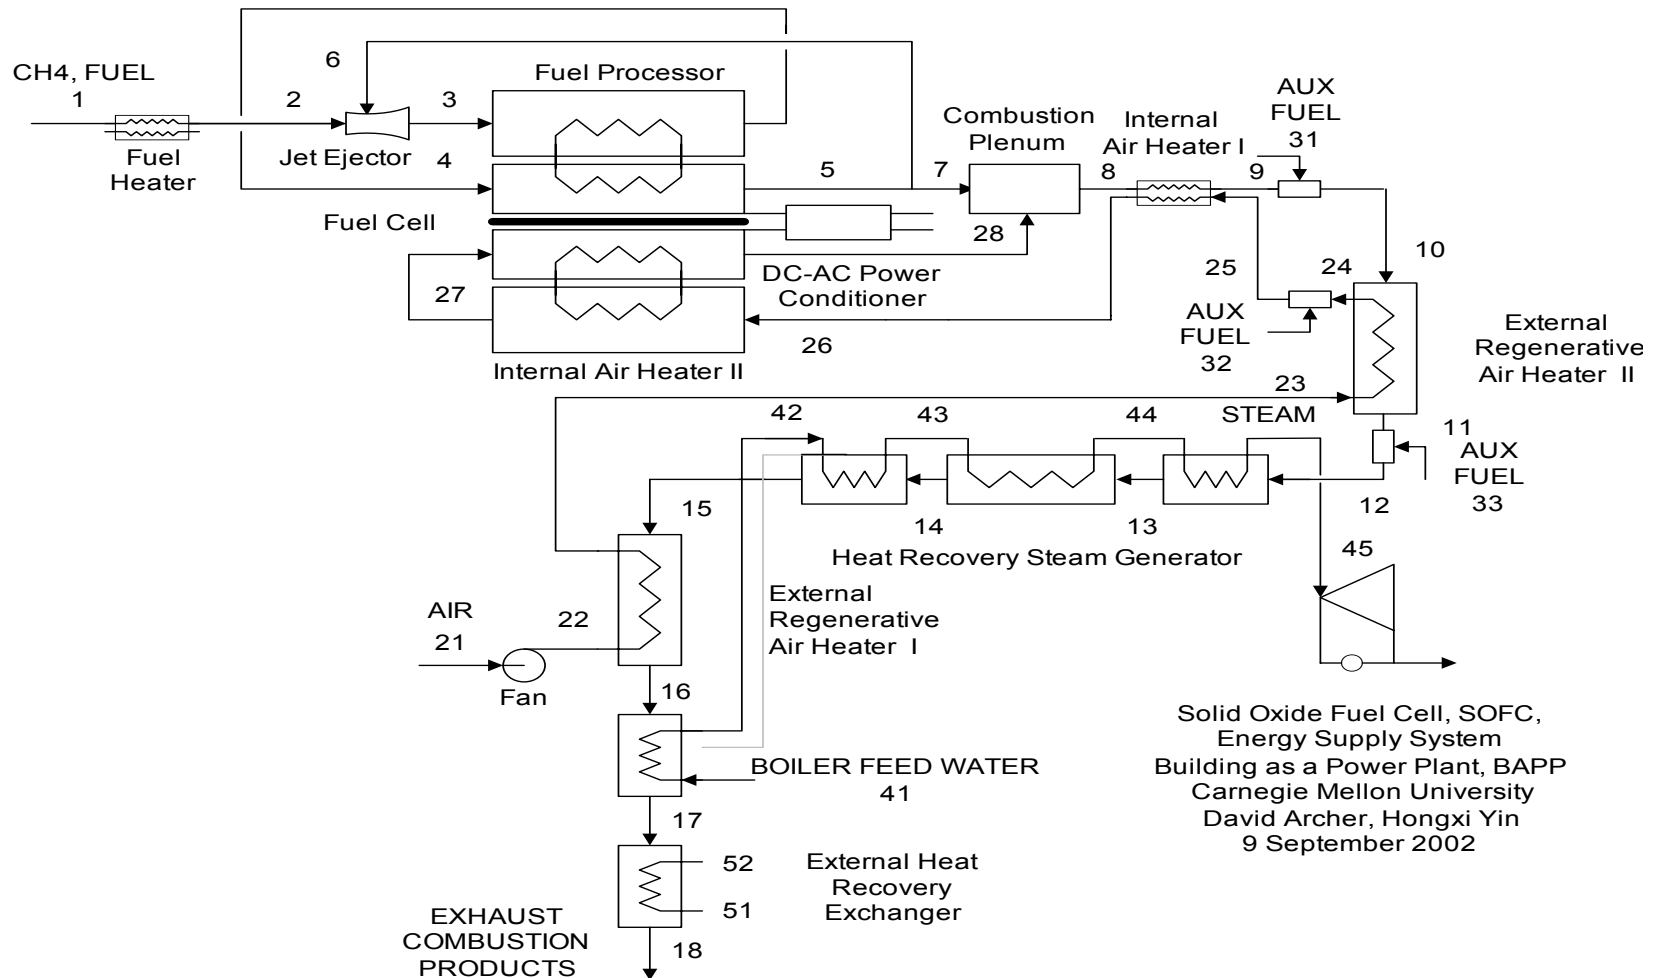 CH4, FUEL
1
2
6
3
Fuel Processor
Fuel
Heater
Jet Ejector
4
5
7
Combustion
Plenum
8
Internal
Air Heater I
9
AUX
FUEL
31
10
Fuel Cell
28
DC-AC Power
Conditioner
27
26
Internal Air Heater II
25
24
AUX
FUEL
32
External
Regenerative
Air Heater II
23
STEAM
42
43
44
11
AUX
FUEL
33
12
15
14
13
Heat Recovery Steam Generator
45
External
Regenerative
Air Heater I
AIR
21
22
Fan
16
BOILER FEED WATER
41
17
52
51
External Heat
Recovery
Exchanger
EXHAUST
COMBUSTION
PRODUCTS
18
Solid Oxide Fuel Cell, SOFC,
Energy Supply System
Building as a Power Plant, BAPP
Carnegie Mellon University
David Archer, Hongxi Yin
9 September 2002